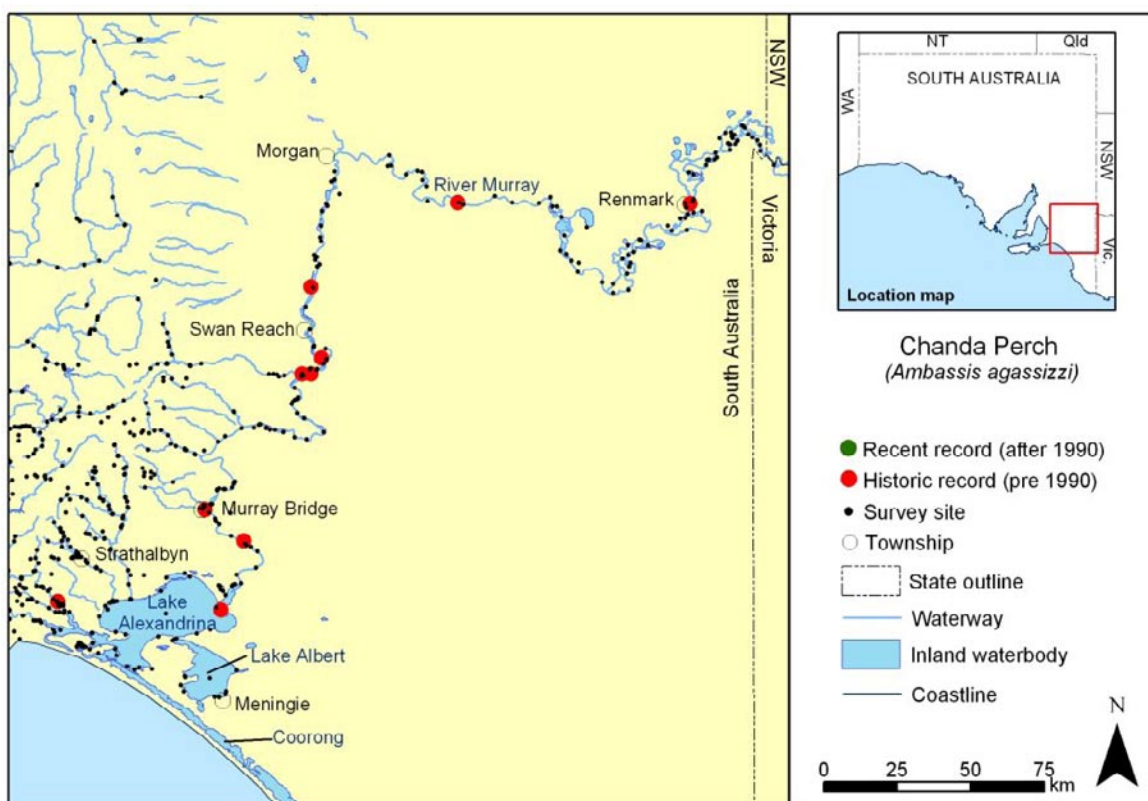 NSW
Morgan
River Murray
Renmark
Victoria
South Australia
Swan Reach
Murray Bridge
Strathalbyn
Lake
Alexandrina
Lake Albert
Meningie
Coorong
NT
Qld
SOUTH AUSTRALIA
WA
NSW
Vic.
Location map
Chanda Perch
(Ambassis agassizzi)
Recent record (after 1990)
Historic record (pre 1990)
Survey site
Township
State outline
Waterway
Inland waterbody
Coastline
N
0 25 50 75
km